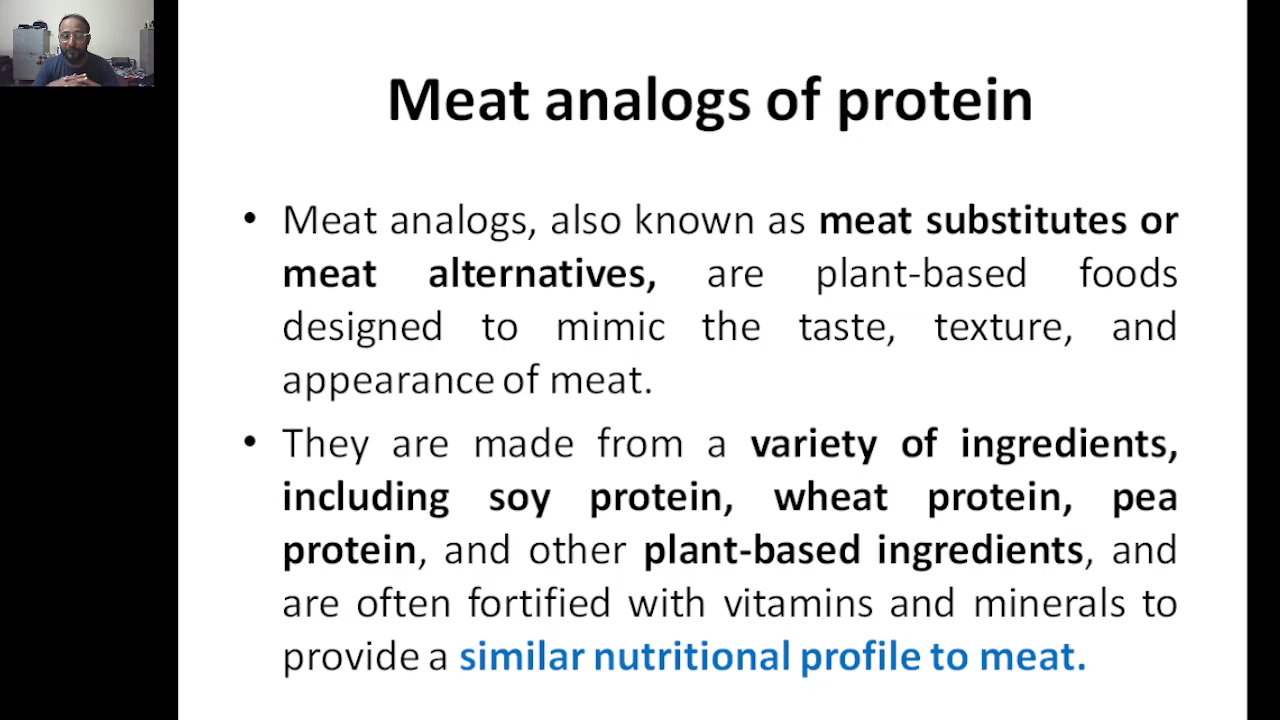 Meat analogs of protein
• Meat analogs, also known as meat substitutes or
meat alternatives, are plant-based foods
designed to mimic the taste, texture, and
appearance of meat.
• They are made from a variety of ingredients,
including soy protein, wheat protein, pea
protein, and other plant-based ingredients, and
are often fortified with vitamins and minerals to
provide a similar nutritional profile to meat.